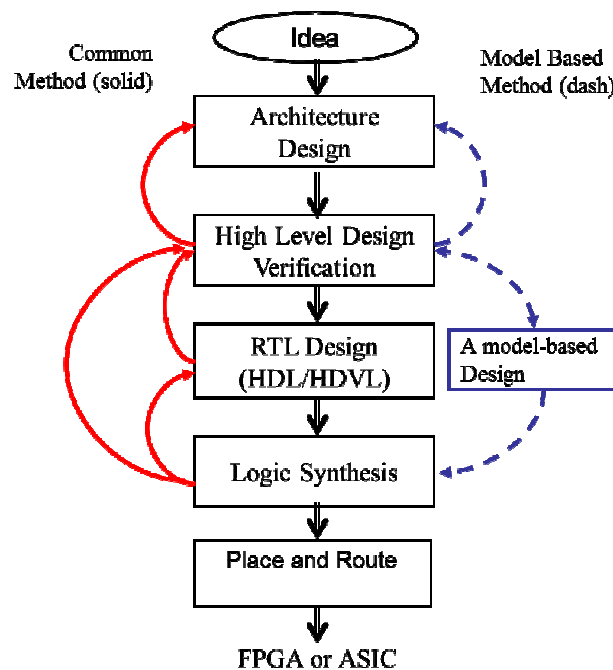 Idea
Common
Method (solid)
Model Based
Method (dash)
Architecture
Design
High Level Design
Verification
RTL Design
(HDL/HDVL)
A model-based
Design
Logic Synthesis
Place and Route
FPGA or ASIC